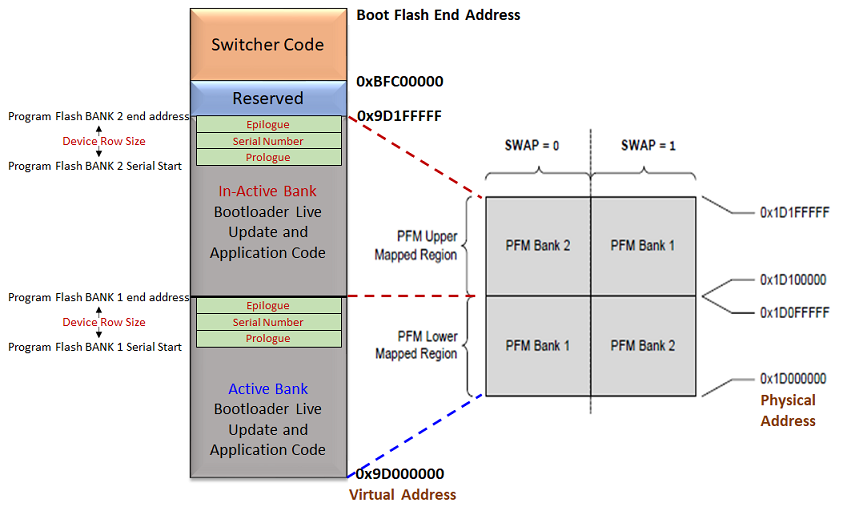 Boot Flash End Address
Switcher Code
0xBFC00000
Reserved
Program Flash BANK 2 end address
0x9D1FFFFF
Epilogue
Device Row Size
Serial Number
Program Flash BANK 2 Serial Start
Prologue
In-Active Bank
Bootloader Live
Update and
Application Code
Program Flash BANK 1 end address
Epilogue
Device Row Size
Serial Number
Program Flash BANK 1 Serial Start
Prologue
Active Bank
Bootloader Live
Update and
Application Code
0x9D000000
Virtual Address
SWAP = 0
SWAP = 1
PFM Upper
Mapped Region
PFM Bank 2
PFM Bank 1
0x1D1FFFFF
0x1D100000
0x1D0FFFFF
PFM Lower
Mapped Region
PFM Bank 1
PFM Bank 2
0x1D000000
Physical
Address